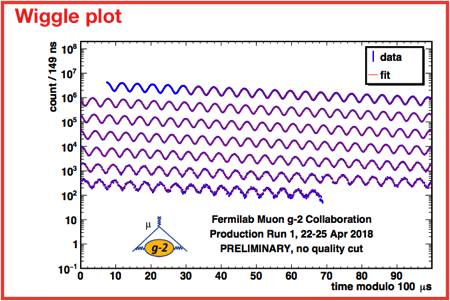 Wiggle plot
count / 149 ns
10⁸
10⁷
10⁶
10⁵
10⁴
10³
10²
10
1
10⁻¹
data
fit
μ
g-2
Fermilab Muon g-2 Collaboration
Production Run 1, 22-25 Apr 2018
PRELIMINARY, no quality cut
0 10 20 30 40 50 60 70 80 90
time modulo 100 μs